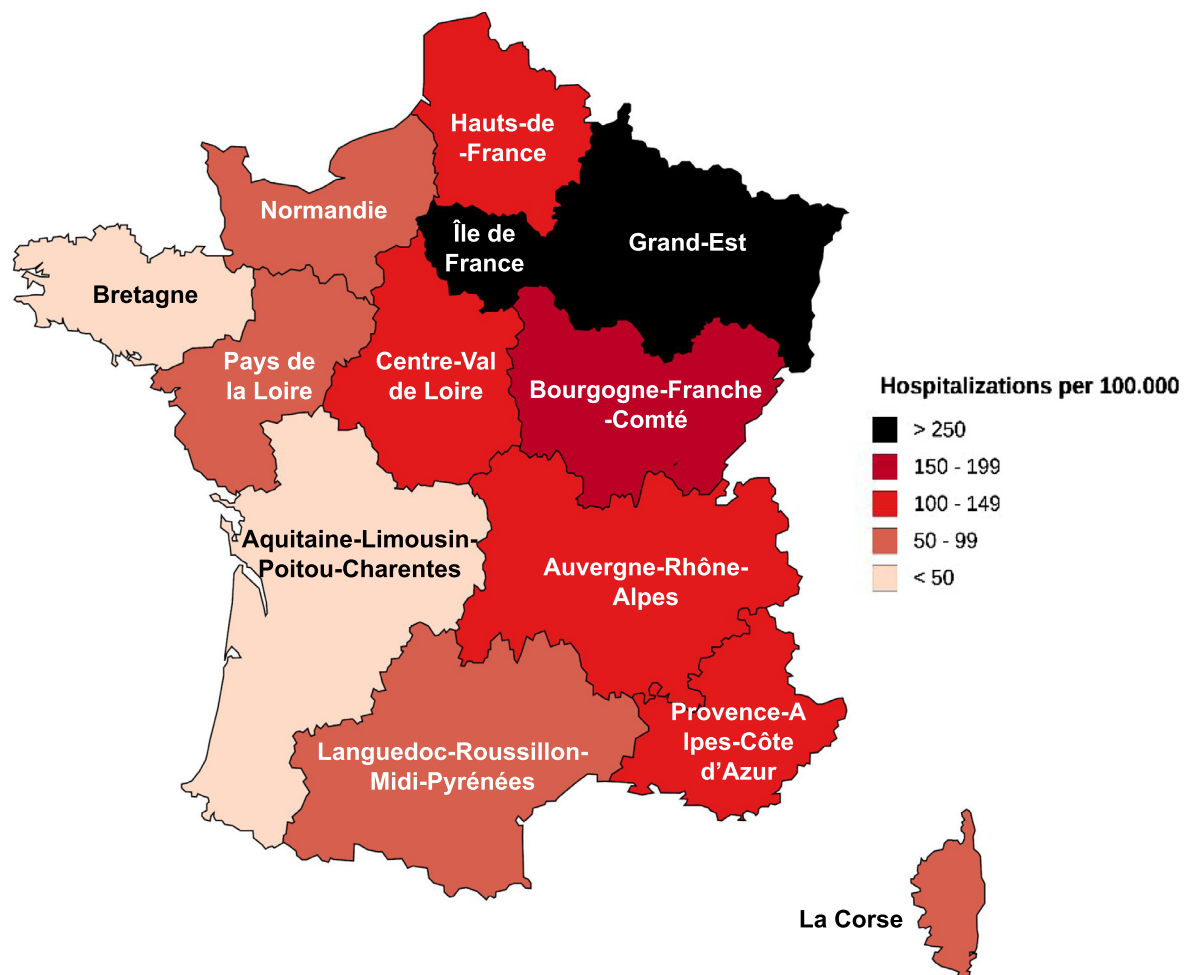 Hauts-de
-France
Normandie
Île de
France
Grand-Est
Bretagne
Pays de
la Loire
Centre-Val
de Loire
Bourgogne-Franche
-Comté
Hospitalizations per 100.000
> 250
150 - 199
100 - 149
50 - 99
< 50
Aquitaine-Limousin-
Poitou-Charentes
Auvergne-Rhône-
Alpes
Provence-A
lpes-Côte
d’Azur
Languedoc-Roussillon-
Midi-Pyrénées
La Corse